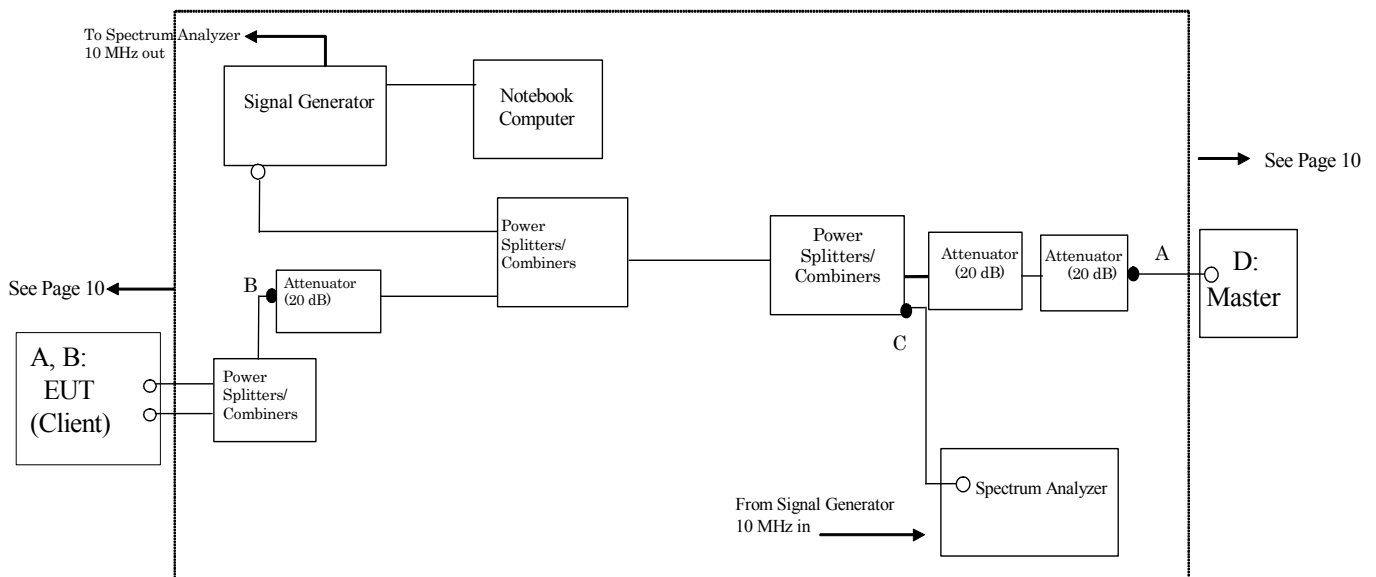 To Spectrum Analyzer
10 MHz out
Signal Generator
Notebook
Computer
See Page 10
Power
Splitters/
Combiners
Power
Splitters/
Combiners
Attenuator
(20 dB)
Attenuator
(20 dB)
A
D:
Master
See Page 10
B
Attenuator
(20 dB)
C
A, B:
EUT
(Client)
Power
Splitters/
Combiners
Spectrum Analyzer
From Signal Generator
10 MHz in